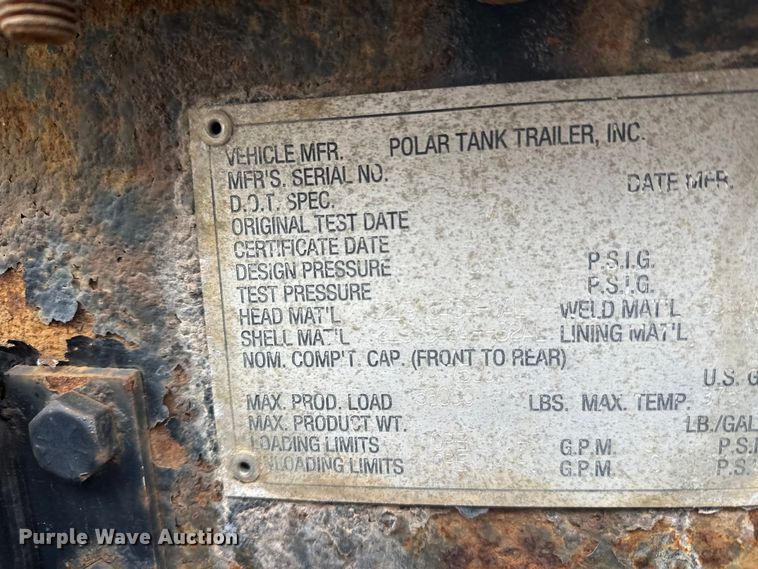 VEHICLE MFR. POLAR TANK TRAILER, INC.
MFR'S. SERIAL NO. DATE MFR.
D.O.T. SPEC.
ORIGINAL TEST DATE
CERTIFICATE DATE
DESIGN PRESSURE P.S.I.G.
TEST PRESSURE P.S.I.G.
HEAD MAT'L WELD MAT'L
SHELL MAT'L LINING MAT'L
NOM. COMP'T. CAP. (FRONT TO REAR)
U.S. G
MAX. PROD. LOAD LBS. MAX. TEMP.
MAX. PRODUCT WT. LB./GAL
LOADING LIMITS G.P.M. P.S.I
UNLOADING LIMITS G.P.M. P.S.
Purple Wave Auction